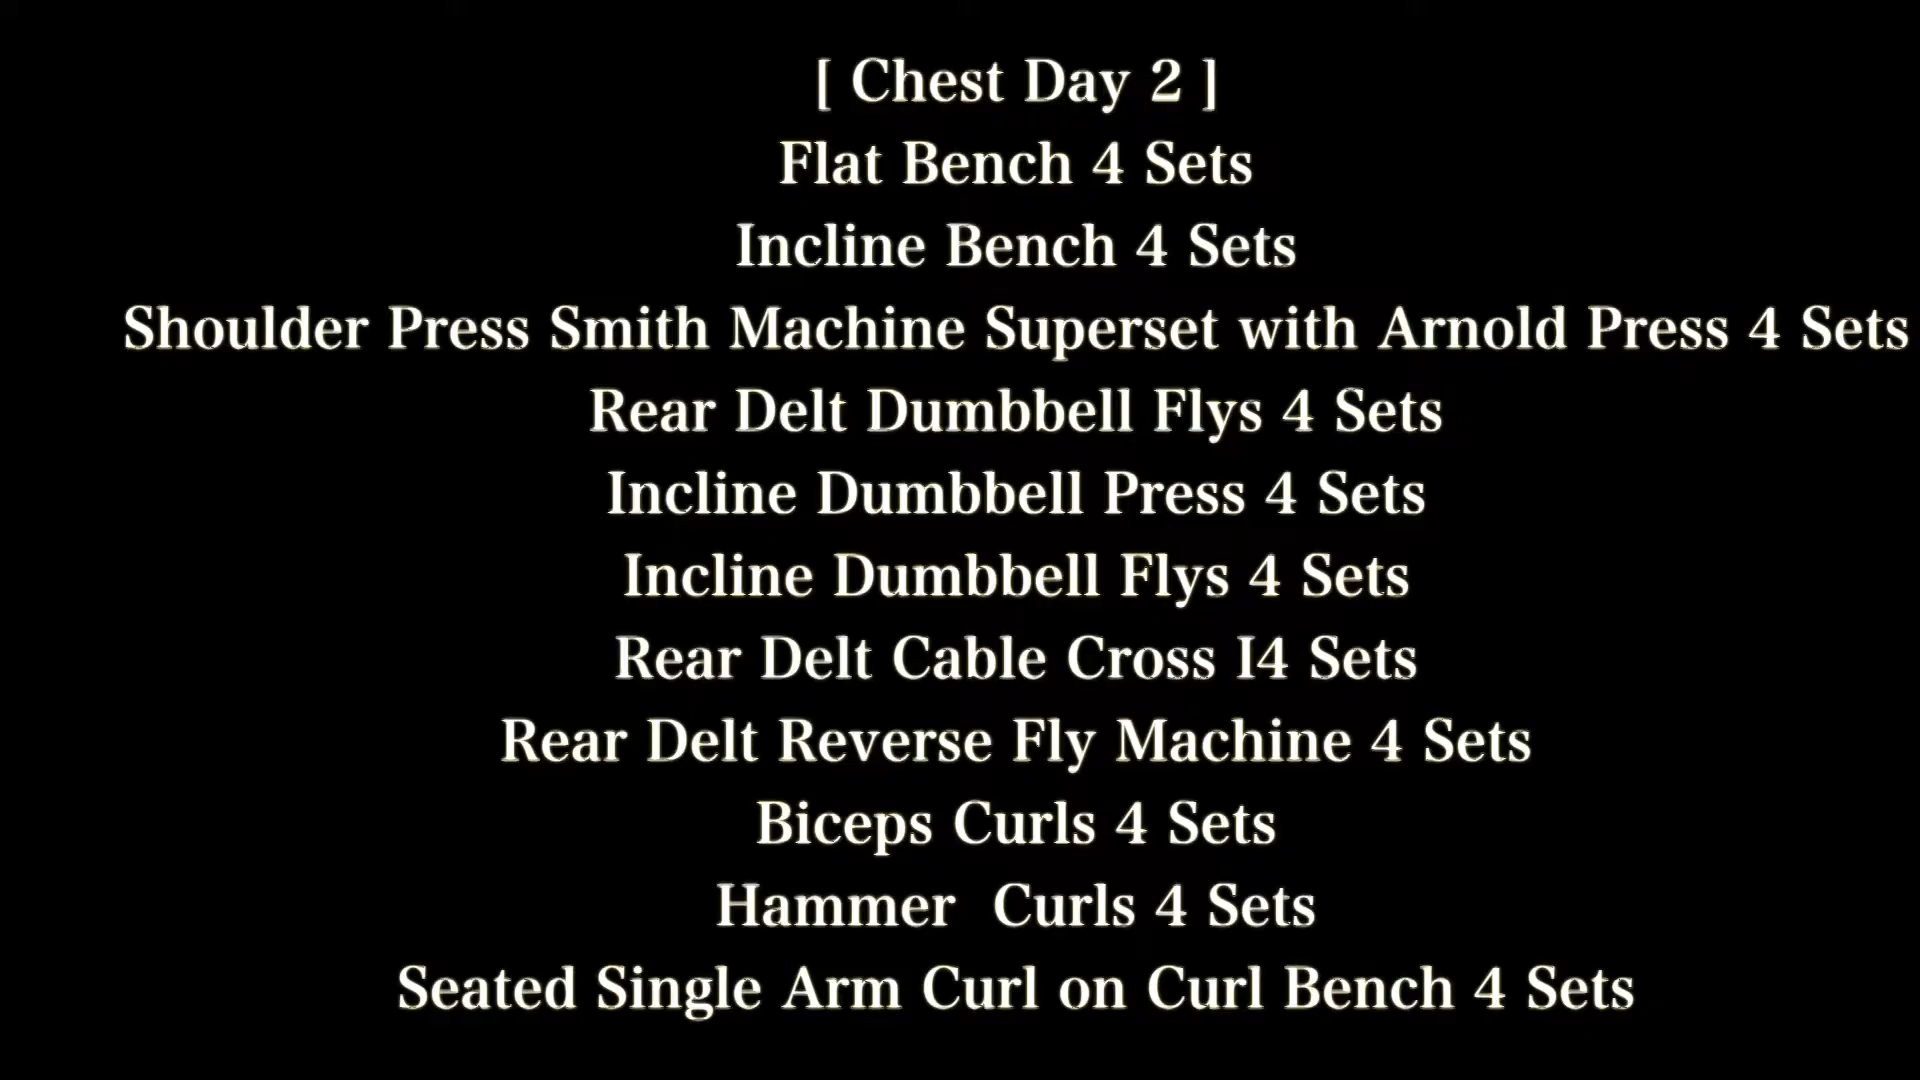 [ Chest Day 2 ]
Flat Bench 4 Sets
Incline Bench 4 Sets
Shoulder Press Smith Machine Superset with Arnold Press 4 Sets
Rear Delt Dumbbell Flys 4 Sets
Incline Dumbbell Press 4 Sets
Incline Dumbbell Flys 4 Sets
Rear Delt Cable Cross I4 Sets
Rear Delt Reverse Fly Machine 4 Sets
Biceps Curls 4 Sets
Hammer  Curls 4 Sets
Seated Single Arm Curl on Curl Bench 4 Sets